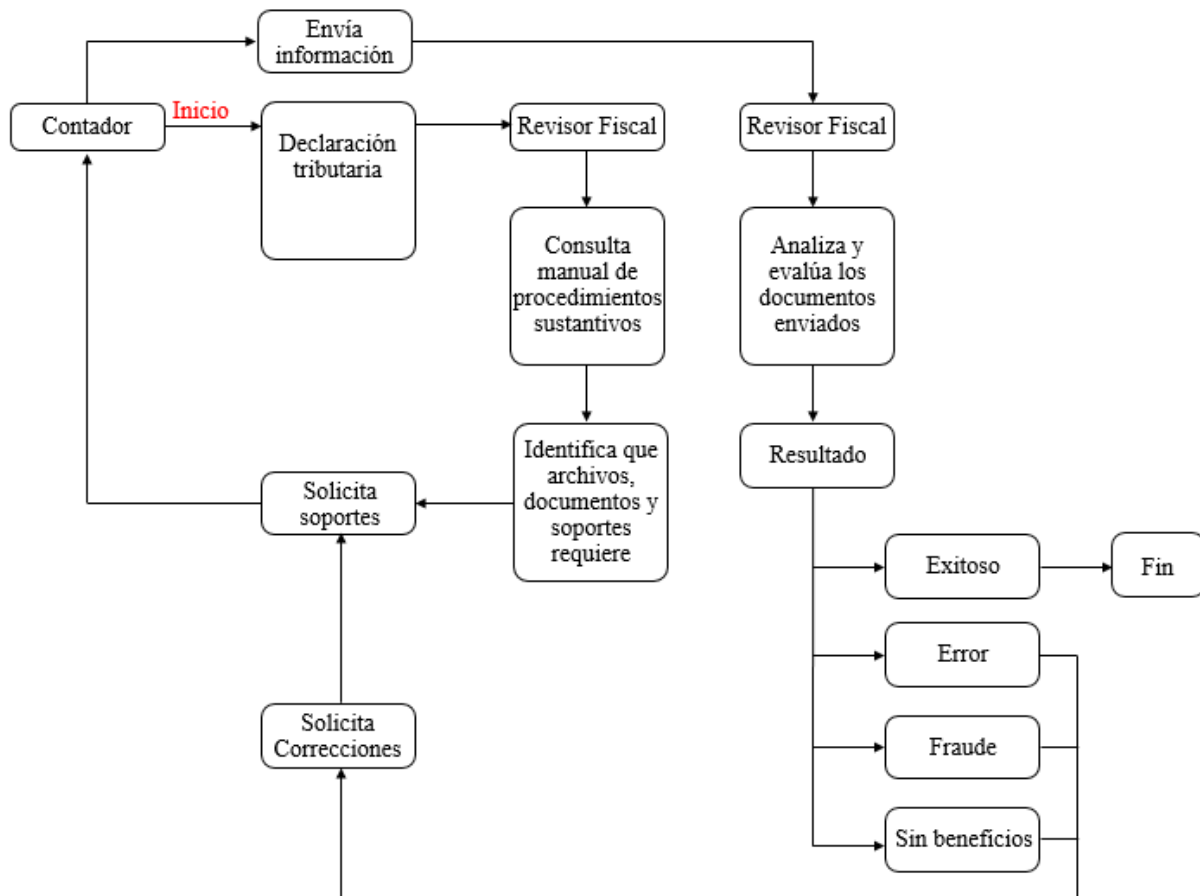 Envía
información
Inicio
Contador
Declaración
tributaria
Revisor Fiscal
Revisor Fiscal
Consulta
manual de
procedimientos
sustantivos
Analiza y
evalúa los
documentos
enviados
Identifica que
archivos,
documentos y
soportes
requiere
Resultado
Solicita
soportes
Exitoso
Fin
Error
Solicita
Correcciones
Fraude
Sin beneficios